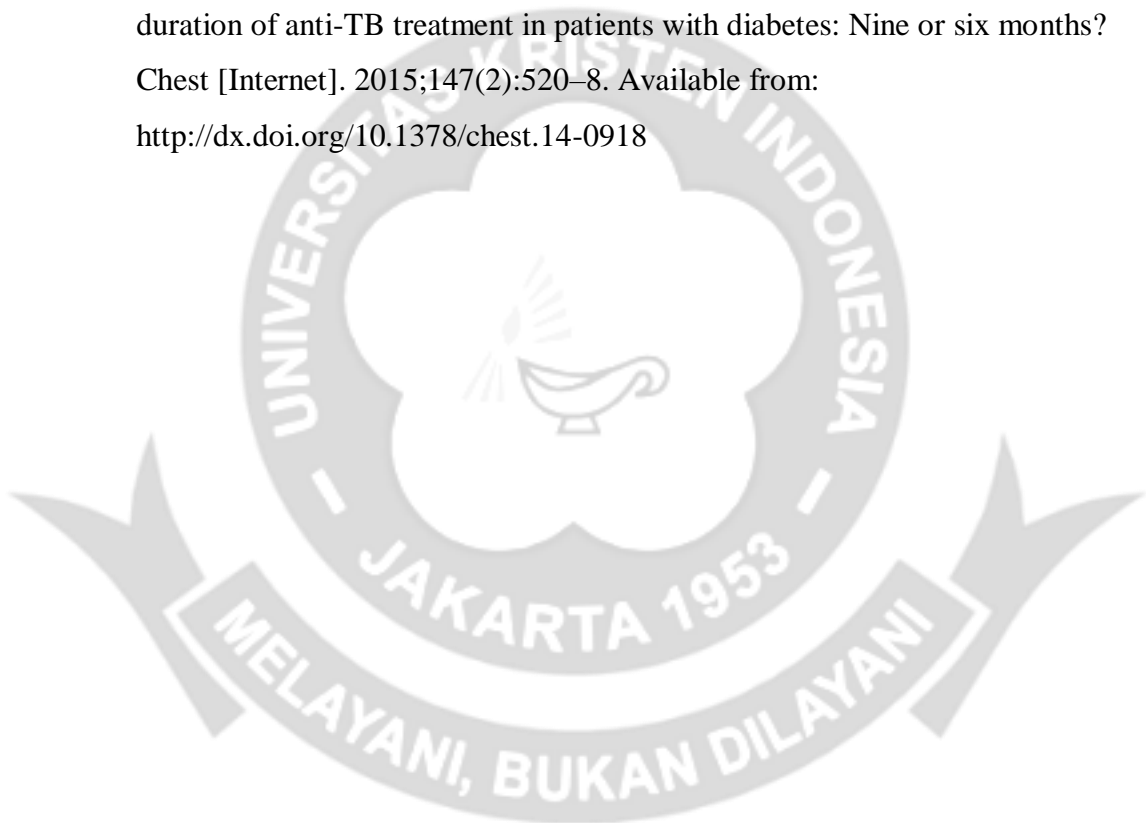 duration of anti-TB treatment in patients with diabetes: Nine or six months?
Chest [Internet]. 2015;147(2):520–8. Available from:
http://dx.doi.org/10.1378/chest.14-0918
UNIVERSITAS KRISTEN INDONESIA
JAKARTA 1953
MELAYANI, BUKAN DILAYANI